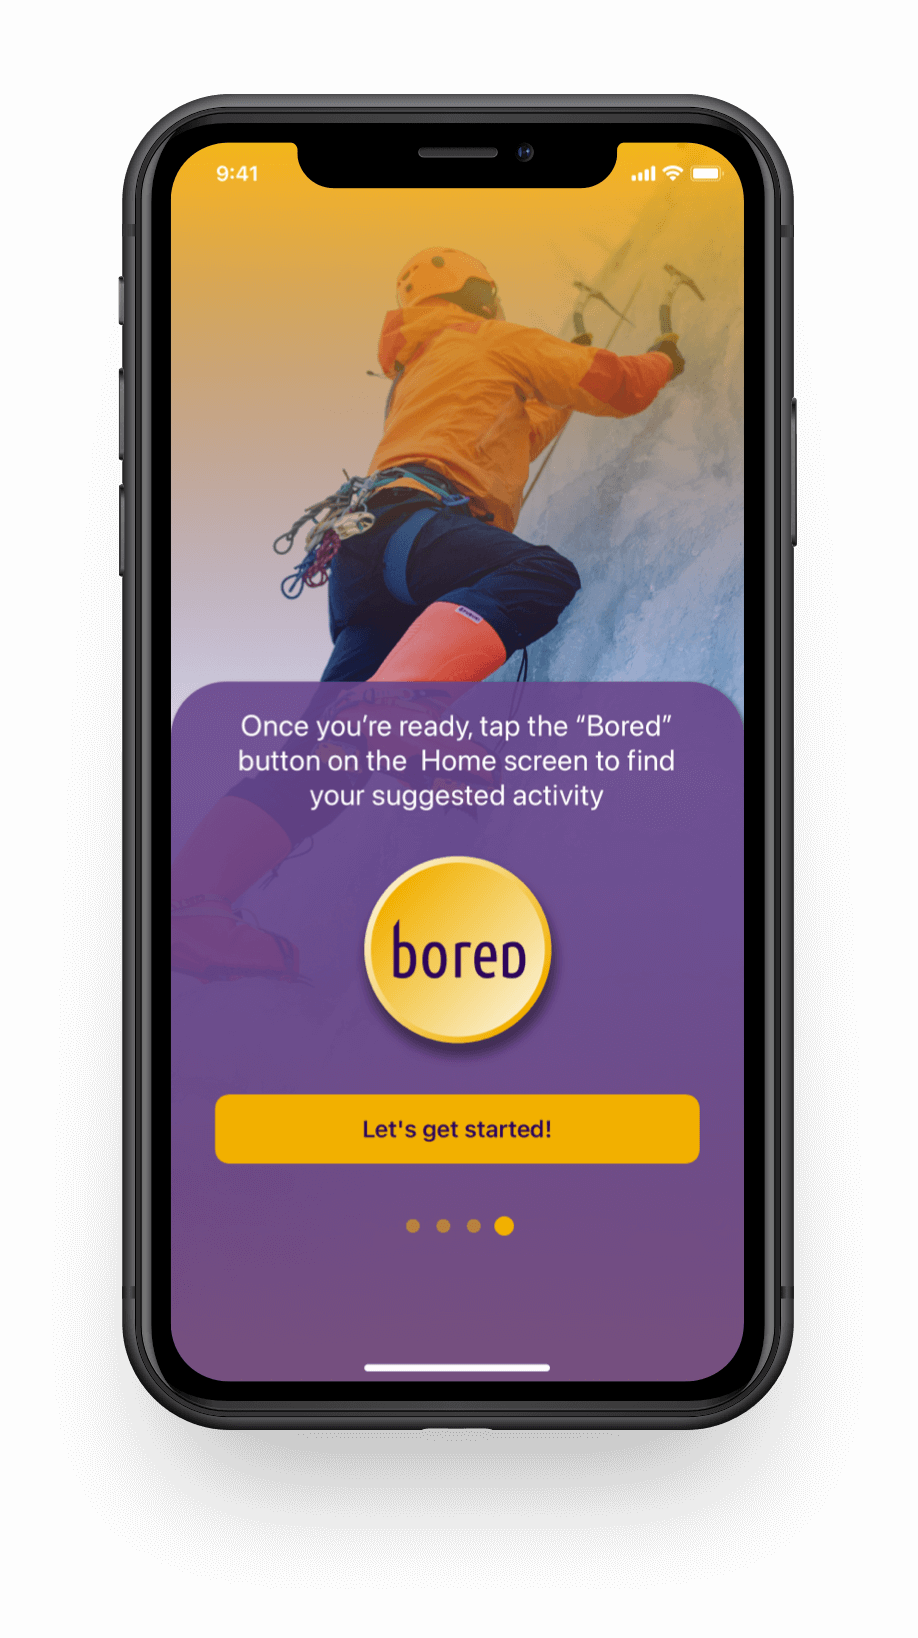 9:41
Once you’re ready, tap the “Bored”
button on the  Home screen to find
your suggested activity
bored
Let's get started!